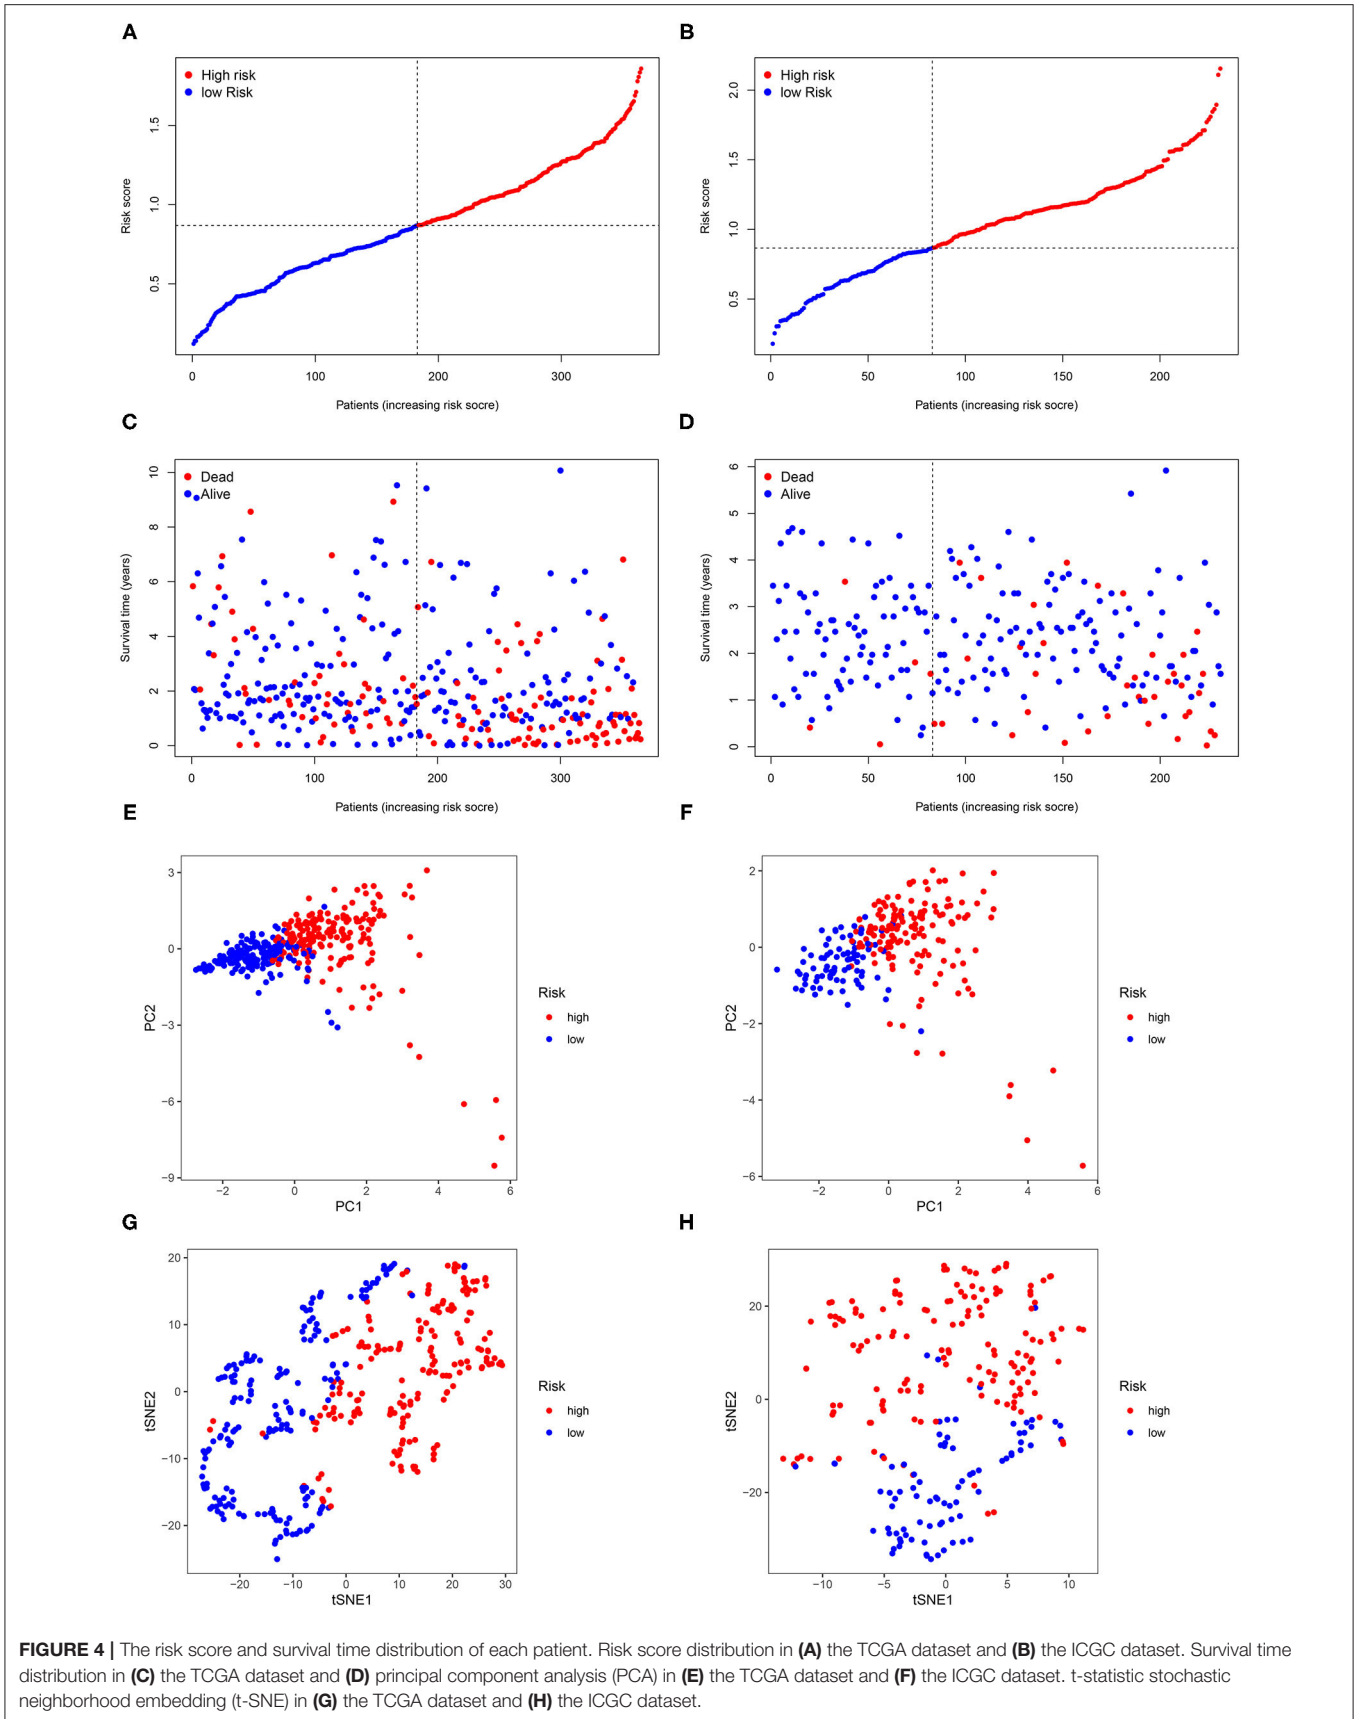 A
B
High risk
low Risk
Risk score
0.5
1.0
1.5
0
100
200
300
Patients (increasing risk socre)
High risk
low Risk
Risk score
0.5
1.0
1.5
2.0
0
50
100
150
200
Patients (increasing risk socre)
C
D
Dead
Alive
Survival time (years)
0
2
4
6
8
10
0
100
200
300
Patients (increasing risk socre)
Dead
Alive
Survival time (years)
0
1
2
3
4
5
6
0
50
100
150
200
Patients (increasing risk socre)
E
F
3
0
−3
−6
−9
PC2
−2
0
2
4
6
PC1
Risk
high
low
2
0
−2
−4
−6
PC2
−2
0
2
4
6
PC1
Risk
high
low
G
H
20
10
0
−10
−20
tSNE2
−20
−10
0
10
20
30
tSNE1
Risk
high
low
20
0
−20
tSNE2
−10
−5
0
5
10
tSNE1
Risk
high
low
FIGURE 4 | The risk score and survival time distribution of each patient. Risk score distribution in (A) the TCGA dataset and (B) the ICGC dataset. Survival time
distribution in (C) the TCGA dataset and (D) principal component analysis (PCA) in (E) the TCGA dataset and (F) the ICGC dataset. t-statistic stochastic
neighborhood embedding (t-SNE) in (G) the TCGA dataset and (H) the ICGC dataset.